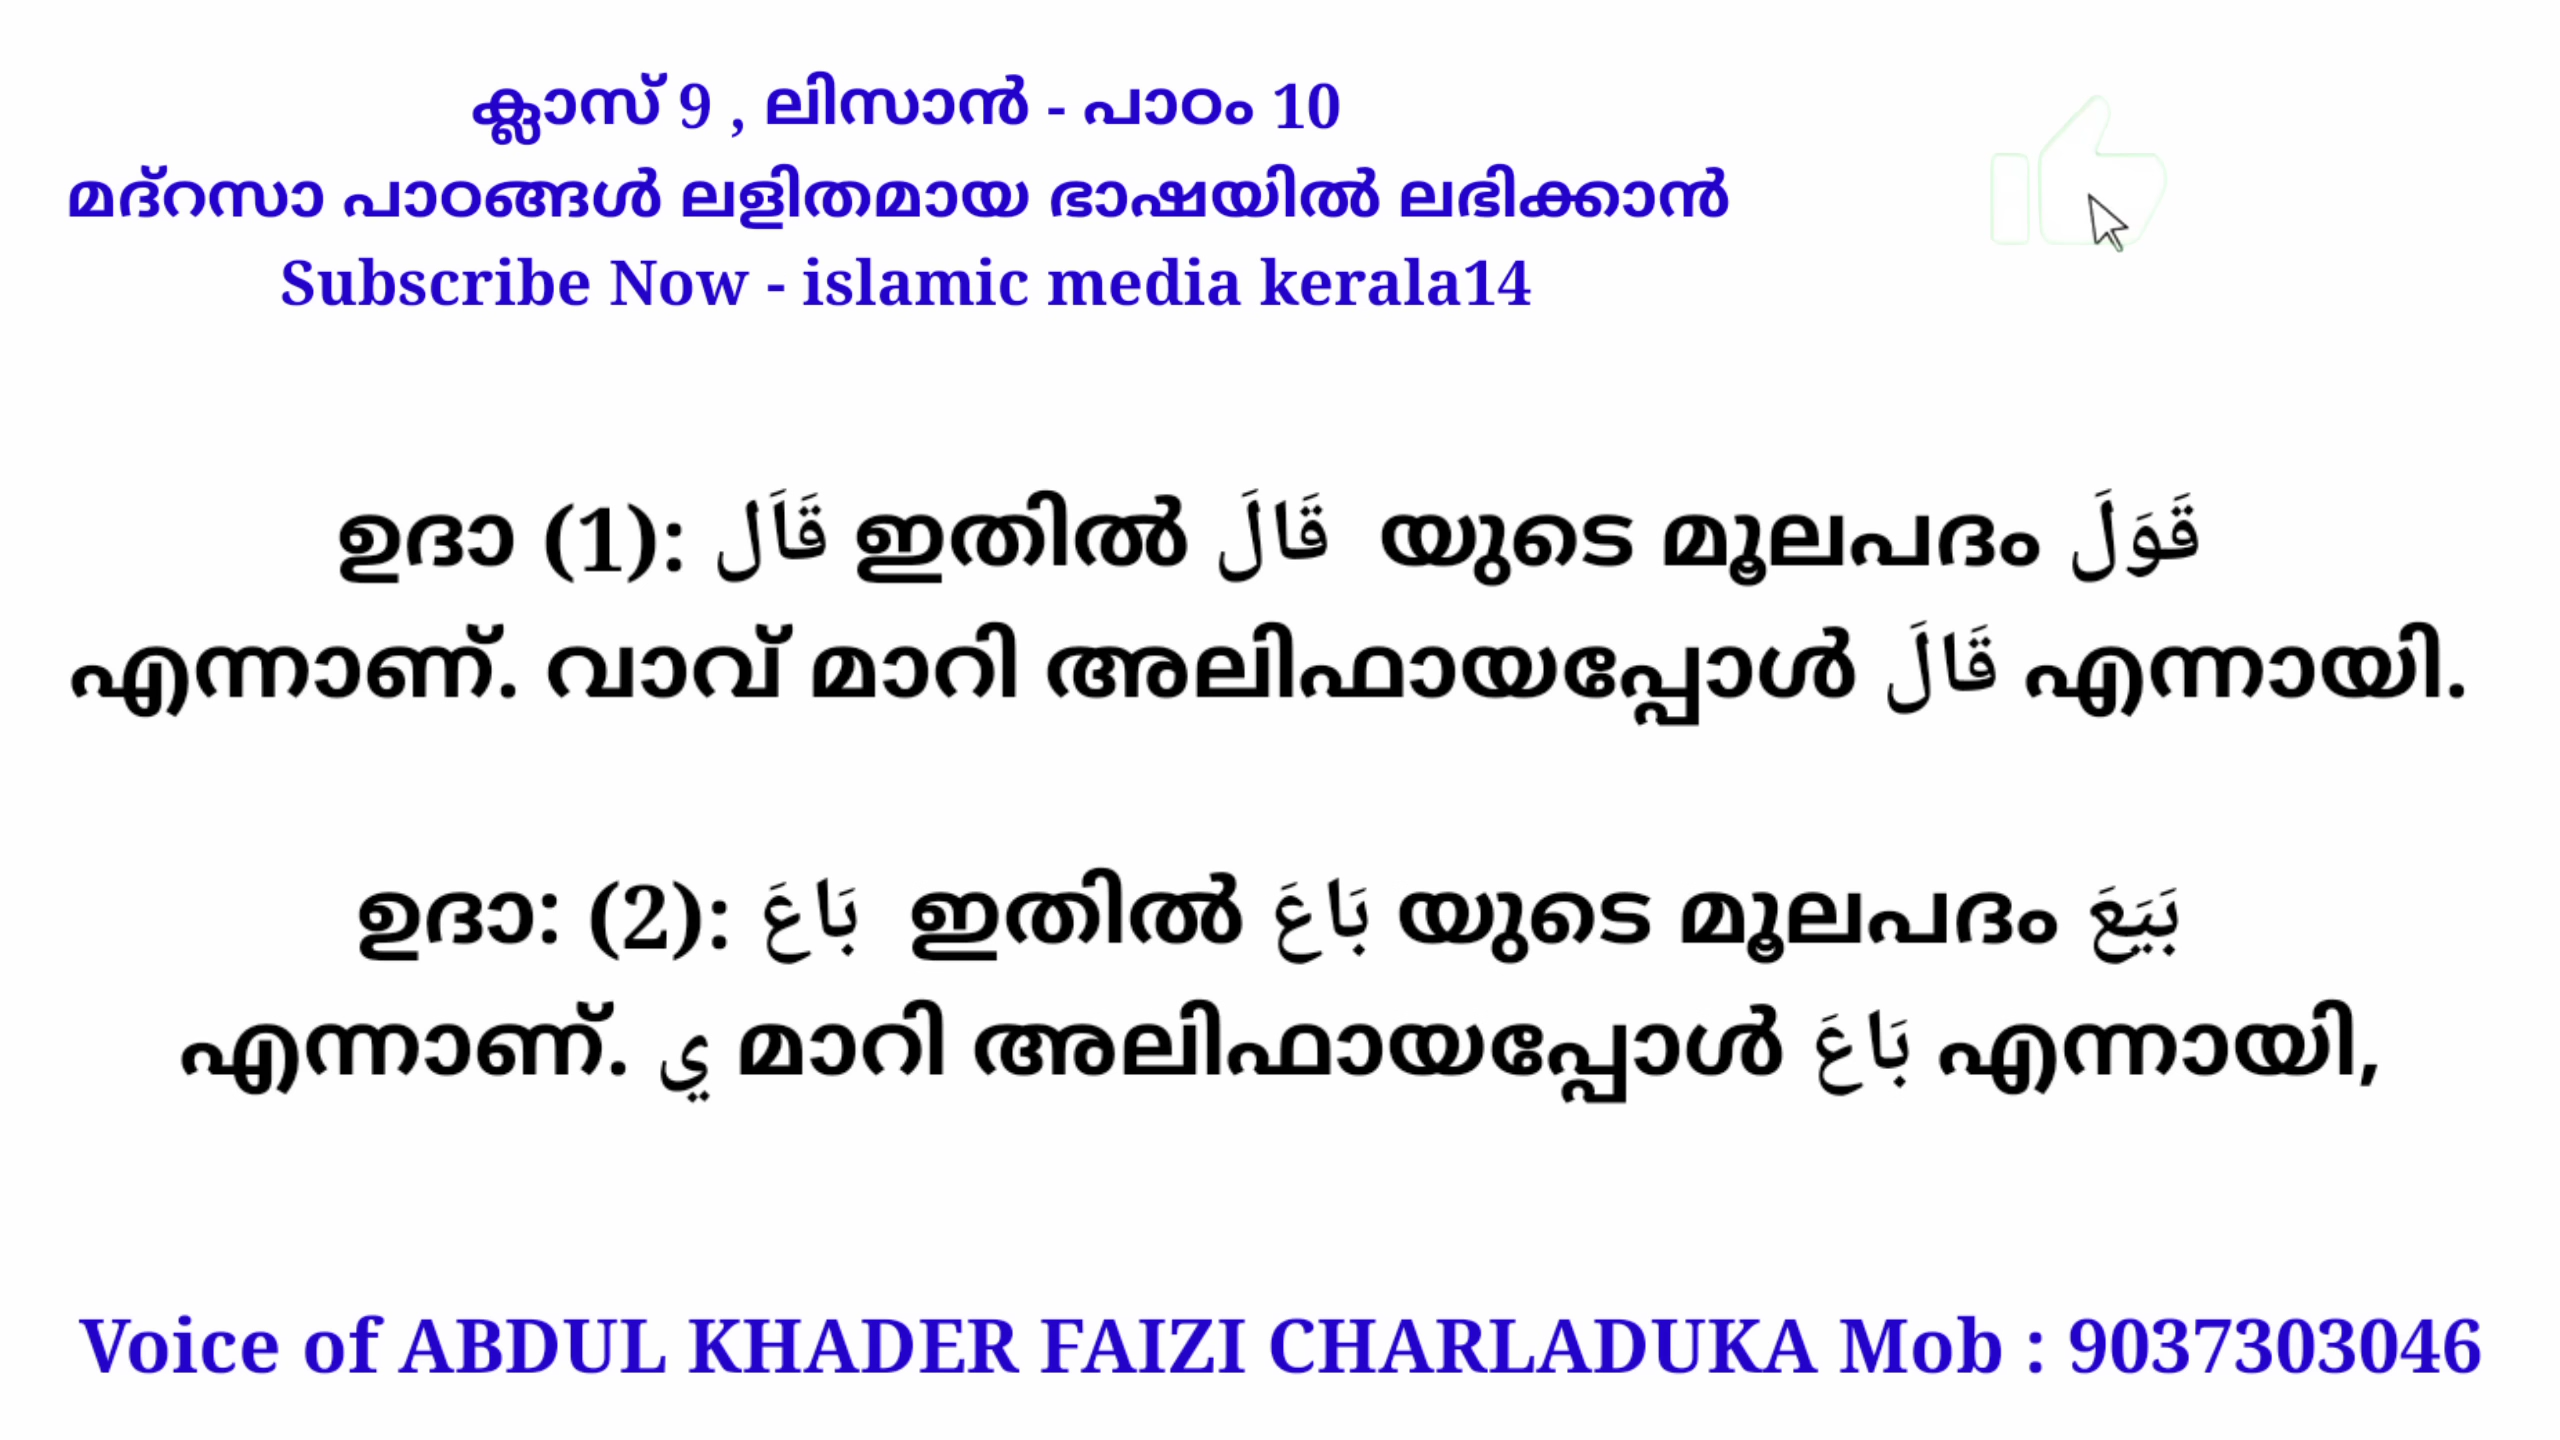 ക്ലാസ് 9 , ലിസാൻ - പാഠം 10
മദ്റസാ പാഠങ്ങൾ ലളിതമായ ഭാഷയിൽ ലഭിക്കാൻ
Subscribe Now - islamic media kerala14
ഉദാ (1): قَاَل ഇതിൽ قَالَ യുടെ മൂലപദം قَوَلَ
എന്നാണ്. വാവ് മാറി അലിഫായപ്പോൾ قَالَ എന്നായി.
ഉദാ: (2): بَاعَ ഇതിൽ بَاعَ യുടെ മൂലപദം بَيَعَ
എന്നാണ്. ي മാറി അലിഫായപ്പോൾ بَاعَ എന്നായി,
Voice of ABDUL KHADER FAIZI CHARLADUKA Mob : 9037303046